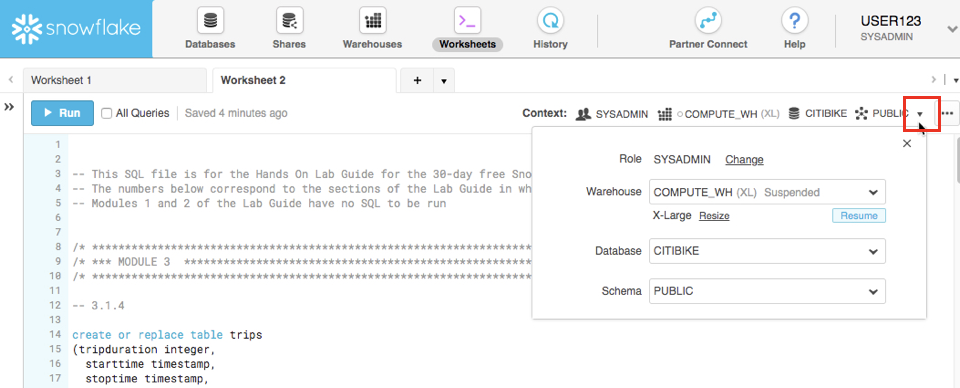 snowflake
Databases
Shares
Warehouses
Worksheets
History
Partner Connect
Help
USER123
SYSADMIN
Worksheet 1
Worksheet 2
+
Run
All Queries
Saved 4 minutes ago
Context:
SYSADMIN
COMPUTE_WH (XL)
CITIBIKE
PUBLIC
Role SYSADMIN Change
Warehouse COMPUTE_WH (XL) Suspended
X-Large Resize Resume
Database CITIBIKE
Schema PUBLIC
1
2
3 -- This SQL file is for the Hands On Lab Guide for the 30-day free Sno
4 -- The numbers below correspond to the sections of the Lab Guide in wh
5 -- Modules 1 and 2 of the Lab Guide have no SQL to be run
6
7
8 /* *********************************************************************
9 /* *** MODULE 3 *******************************************************
10 /* *********************************************************************
11
12 -- 3.1.4
13
14 create or replace table trips
15 (tripduration integer,
16 starttime timestamp,
17 stoptime timestamp,